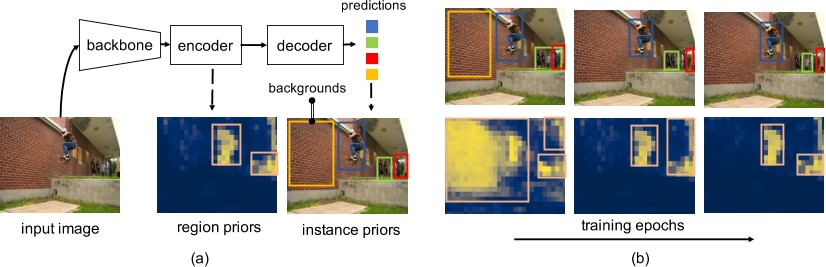 predictions
backbone
encoder
decoder
backgrounds
input image
region priors
instance priors
(a)
training epochs
(b)